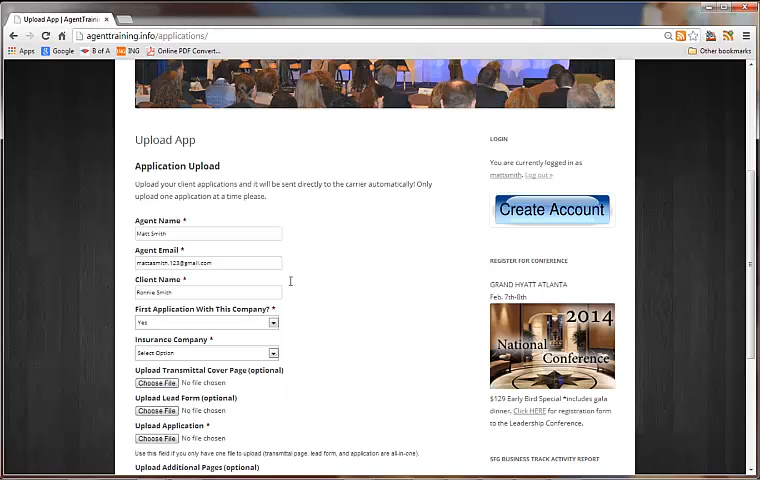 Upload App | AgentTrainin
agenttraining.info/applications/
Apps Google B of A ING Online PDF Convert... Other bookmarks
Upload App
Application Upload
Upload your client applications and it will be sent directly to the carrier automatically! Only
upload one application at a time please.
Agent Name *
Matt Smith
Agent Email *
mattasmith.123@gmail.com
Client Name *
Ronnie Smith
First Application With This Company? *
Yes
Insurance Company *
Select Option
Upload Transmittal Cover Page (optional)
Choose File No file chosen
Upload Lead Form (optional)
Choose File No file chosen
Upload Application *
Choose File No file chosen
Use this field if you only have one file to upload (transmittal page, lead form, and application are all-in-one).
Upload Additional Pages (optional)
LOGIN
You are currently logged in as
mattsmith. Log out »
Create Account
REGISTER FOR CONFERENCE
GRAND HYATT ATLANTA
Feb. 7th-8th
2014
National
Conference
$129 Early Bird Special *includes gala
dinner. Click HERE for registration form
to the Leadership Conference.
SFG BUSINESS TRACK ACTIVITY REPORT